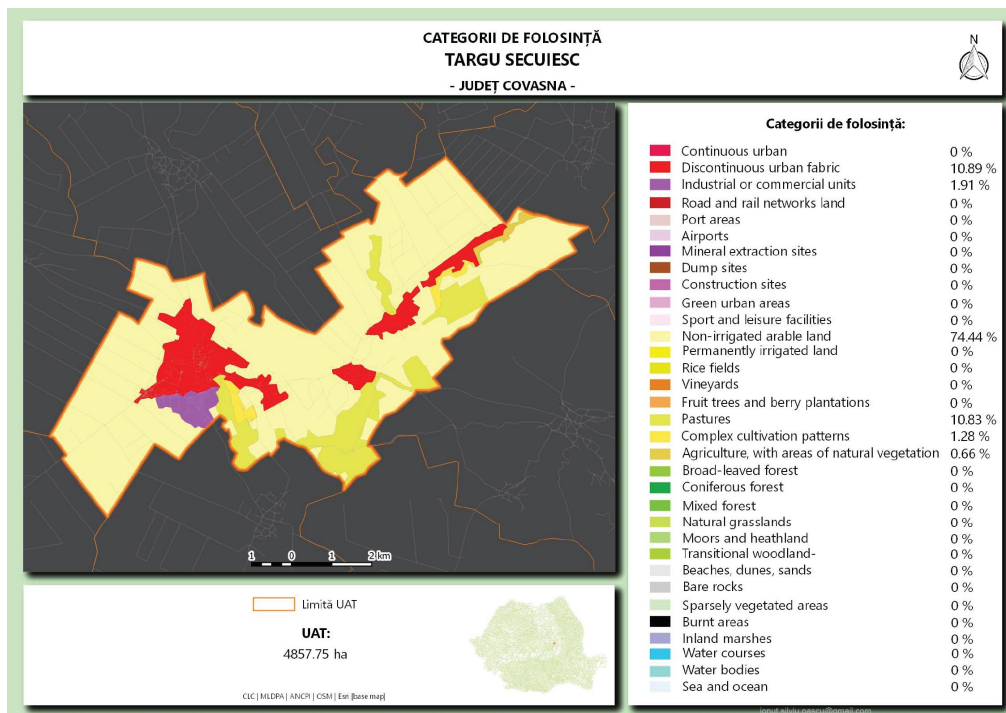 CATEGORII DE FOLOSINȚĂ
TARGU SECUIESC
- JUDEȚ COVASNA -
N
Categorii de folosință:
Continuous urban 0 %
Discontinuous urban fabric 10.89 %
Industrial or commercial units 1.91 %
Road and rail networks land 0 %
Port areas 0 %
Airports 0 %
Mineral extraction sites 0 %
Dump sites 0 %
Construction sites 0 %
Green urban areas 0 %
Sport and leisure facilities 0 %
Non-irrigated arable land 74.44 %
Permanently irrigated land 0 %
Rice fields 0 %
Vineyards 0 %
Fruit trees and berry plantations 0 %
Pastures 10.83 %
Complex cultivation patterns 1.28 %
Agriculture, with areas of natural vegetation 0.66 %
Broad-leaved forest 0 %
Coniferous forest 0 %
Mixed forest 0 %
Natural grasslands 0 %
Moors and heathland 0 %
Transitional woodland- 0 %
Beaches, dunes, sands 0 %
Bare rocks 0 %
Sparsely vegetated areas 0 %
Burnt areas 0 %
Inland marshes 0 %
Water courses 0 %
Water bodies 0 %
Sea and ocean 0 %
1 0 1 2 km
Limită UAT
UAT:
4857.75 ha
CLC | MLDPA | ANCPI | OSM | Esri [base map]
ionut.silviu.pascu@gmail.com